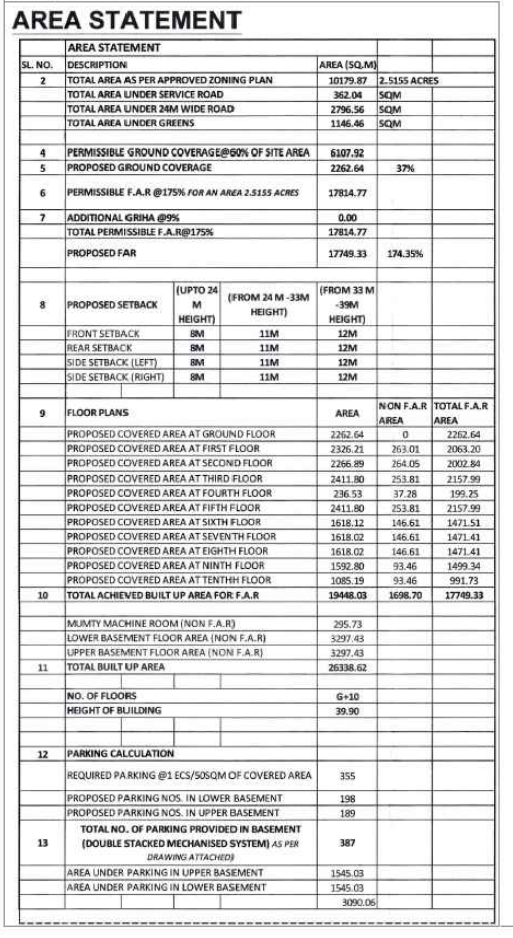 AREA STATEMENT
AREA STATEMENT
SL. NO. DESCRIPTION AREA (SQ.M)
2 TOTAL AREA AS PER APPROVED ZONING PLAN 10179.87 2.5155 ACRES
TOTAL AREA UNDER SERVICE ROAD 362.04 SQM
TOTAL AREA UNDER 24M WIDE ROAD 2796.56 SQM
TOTAL AREA UNDER GREENS 1146.46 SQM
4 PERMISSIBLE GROUND COVERAGE@60% OF SITE AREA 6107.92
5 PROPOSED GROUND COVERAGE 2262.64 37%
6 PERMISSIBLE F.A.R @175% FOR AN AREA 2.5155 ACRES 17814.77
7 ADDITIONAL GRIHA @9% 0.00
TOTAL PERMISSIBLE F.A.R@175% 17814.77
PROPOSED FAR 17749.33 174.35%
8 PROPOSED SETBACK (UPTO 24 M HEIGHT) (FROM 24 M -33M HEIGHT) (FROM 33 M -39M HEIGHT)
FRONT SETBACK 8M 11M 12M
REAR SETBACK 8M 11M 12M
SIDE SETBACK (LEFT) 8M 11M 12M
SIDE SETBACK (RIGHT) 8M 11M 12M
9 FLOOR PLANS AREA NON F.A.R AREA TOTAL F.A.R AREA
PROPOSED COVERED AREA AT GROUND FLOOR 2262.64 0 2262.64
PROPOSED COVERED AREA AT FIRST FLOOR 2326.21 263.01 2063.20
PROPOSED COVERED AREA AT SECOND FLOOR 2266.89 264.05 2002.84
PROPOSED COVERED AREA AT THIRD FLOOR 2411.80 253.81 2157.99
PROPOSED COVERED AREA AT FOURTH FLOOR 236.53 37.28 199.25
PROPOSED COVERED AREA AT FIFTH FLOOR 2411.80 253.81 2157.99
PROPOSED COVERED AREA AT SIXTH FLOOR 1618.12 146.61 1471.51
PROPOSED COVERED AREA AT SEVENTH FLOOR 1618.02 146.61 1471.41
PROPOSED COVERED AREA AT EIGHTH FLOOR 1618.02 146.61 1471.41
PROPOSED COVERED AREA AT NINTH FLOOR 1592.80 93.46 1499.34
PROPOSED COVERED AREA AT TENTHH FLOOR 1085.19 93.46 991.73
10 TOTAL ACHIEVED BUILT UP AREA FOR F.A.R 19448.03 1698.70 17749.33
MUMTY MACHINE ROOM (NON F.A.R) 295.73
LOWER BASEMENT FLOOR AREA (NON F.A.R) 3297.43
UPPER BASEMENT FLOOR AREA (NON F.A.R) 3297.43
11 TOTAL BUILT UP AREA 26338.62
NO. OF FLOORS G+10
HEIGHT OF BUILDING 39.90
12 PARKING CALCULATION
REQUIRED PARKING @1 ECS/50SQM OF COVERED AREA 355
PROPOSED PARKING NOS. IN LOWER BASEMENT 198
PROPOSED PARKING NOS. IN UPPER BASEMENT 189
13 TOTAL NO. OF PARKING PROVIDED IN BASEMENT
(DOUBLE STACKED MECHANISED SYSTEM) AS PER 387
DRAWING ATTACHED)
AREA UNDER PARKING IN UPPER BASEMENT 1545.03
AREA UNDER PARKING IN LOWER BASEMENT 1545.03
3090.06